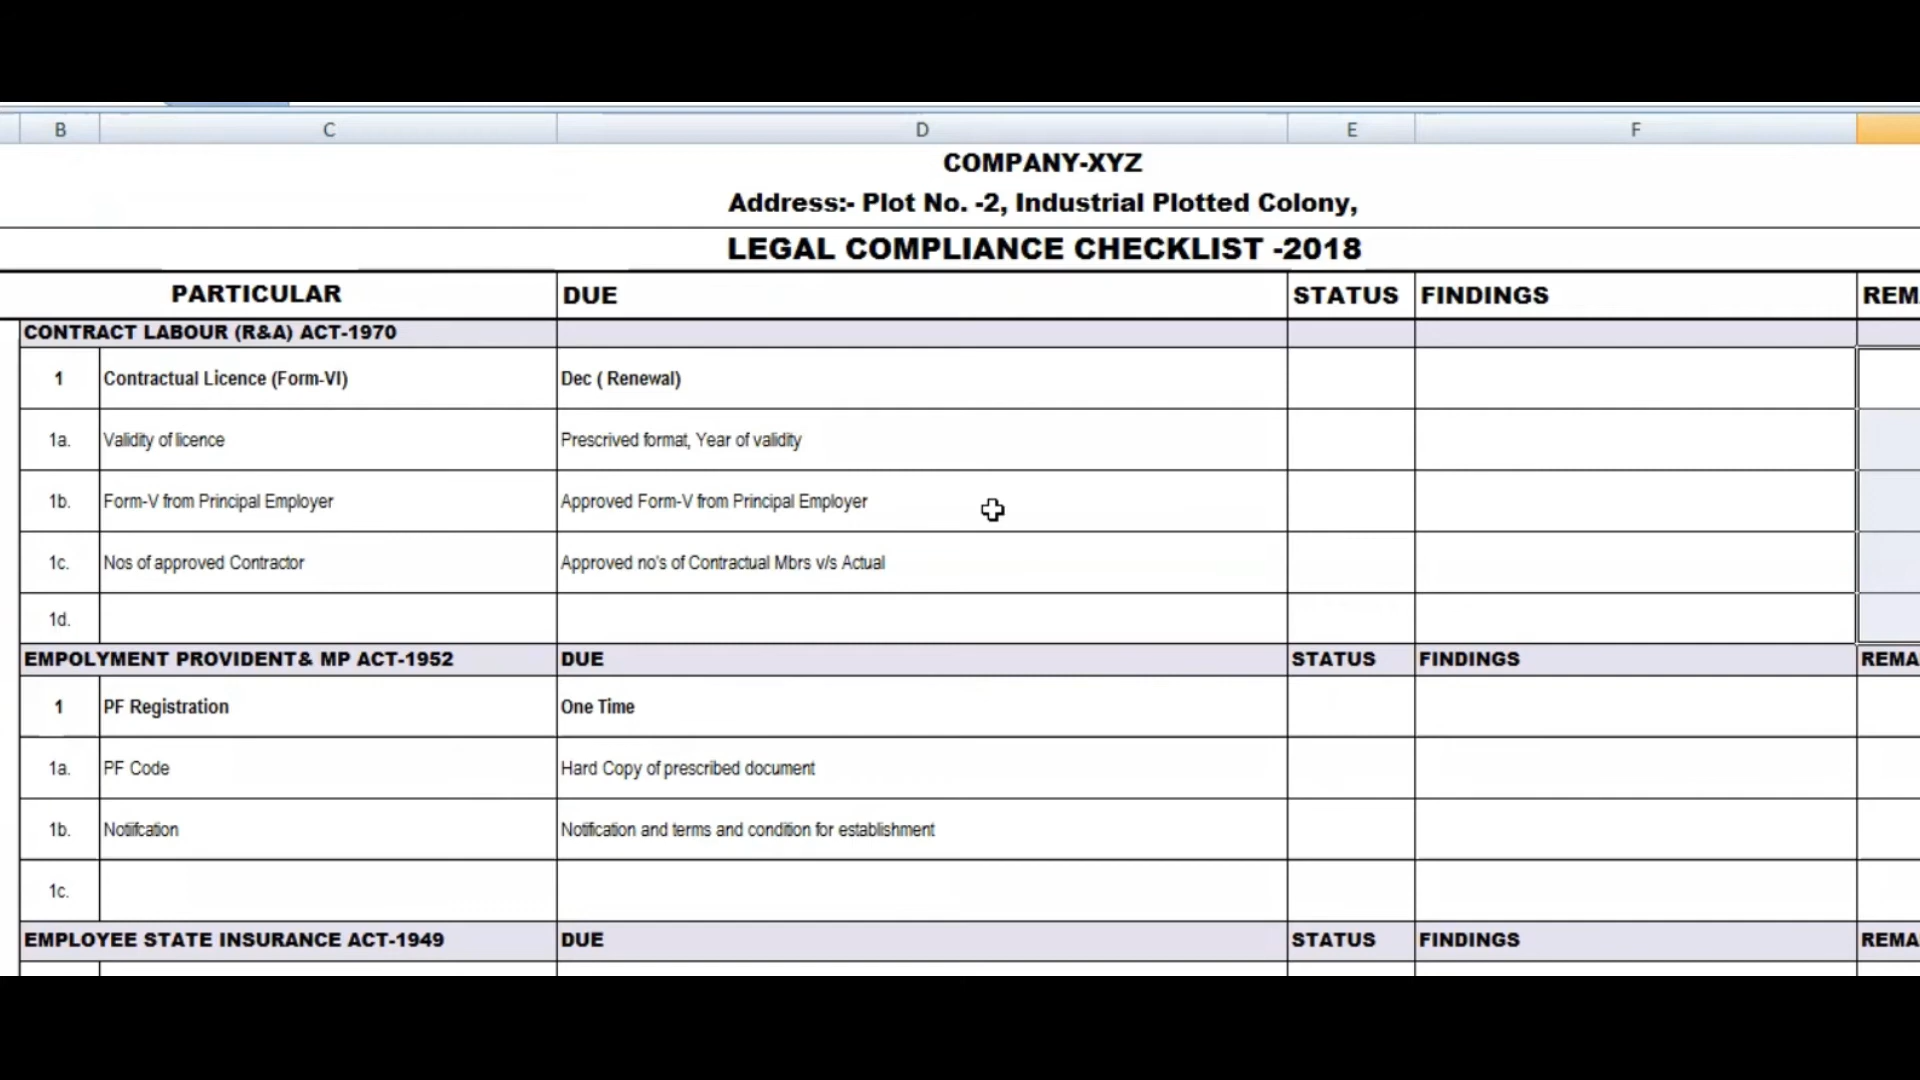 B C D E F
COMPANY-XYZ
Address:- Plot No. -2, Industrial Plotted Colony,
LEGAL COMPLIANCE CHECKLIST -2018
PARTICULAR DUE STATUS FINDINGS REM
CONTRACT LABOUR (R&A) ACT-1970
1 Contractual Licence (Form-VI) Dec ( Renewal)
1a. Validity of licence Prescrived format, Year of validity
1b. Form-V from Principal Employer Approved Form-V from Principal Employer
1c. Nos of approved Contractor Approved no's of Contractual Mbrs v/s Actual
1d.
EMPOLYMENT PROVIDENT& MP ACT-1952 DUE STATUS FINDINGS REMA
1 PF Registration One Time
1a. PF Code Hard Copy of prescribed document
1b. Notiifcation Notification and terms and condition for establishment
1c.
EMPLOYEE STATE INSURANCE ACT-1949 DUE STATUS FINDINGS REMA